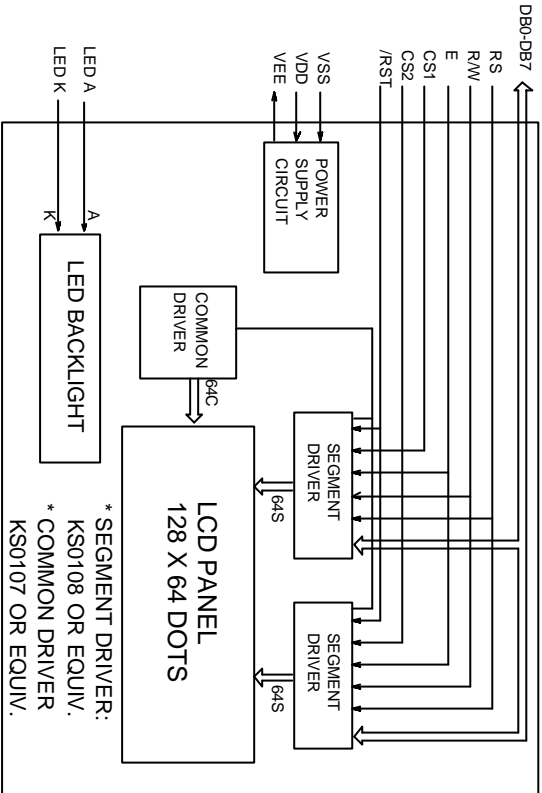 DB0-DB7
RS
R/W
E
CS1
CS2
/RST
VSS
VDD
VEE
LED A
LED K
POWER
SUPPLY
CIRCUIT
COMMON
DRIVER
64C
SEGMENT
DRIVER
64S
SEGMENT
DRIVER
64S
LCD PANEL
128 X 64 DOTS
A
K
LED BACKLIGHT
* SEGMENT DRIVER:
KS0108 OR EQUIV.
* COMMON DRIVER
KS0107 OR EQUIV.